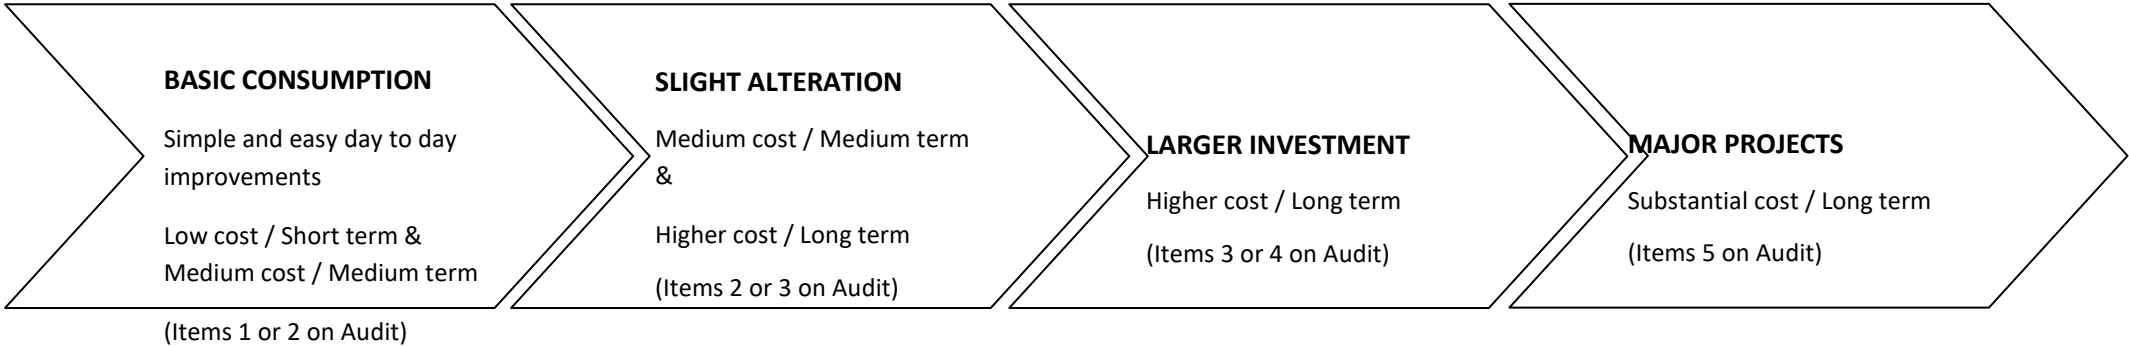 BASIC CONSUMPTION
Simple and easy day to day
improvements
Low cost / Short term &
Medium cost / Medium term
(Items 1 or 2 on Audit)
SLIGHT ALTERATION
Medium cost / Medium term
&
Higher cost / Long term
(Items 2 or 3 on Audit)
LARGER INVESTMENT
Higher cost / Long term
(Items 3 or 4 on Audit)
MAJOR PROJECTS
Substantial cost / Long term
(Items 5 on Audit)